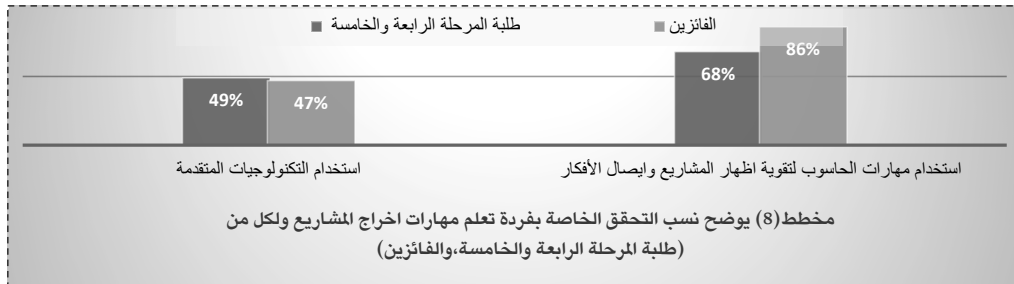 طلبة المرحلة الرابعة والخامسة
الفائزين
49%
47%
68%
86%
استخدام التكنولوجيات المتقدمة
استخدام مهارات الحاسوب لتقوية اظهار المشاريع وايصال الأفكار
مخطط(8) يوضح نسب التحقق الخاصة بفردة تعلم مهارات اخراج المشاريع ولكل من
(طلبة المرحلة الرابعة والخامسة،والفائزين)